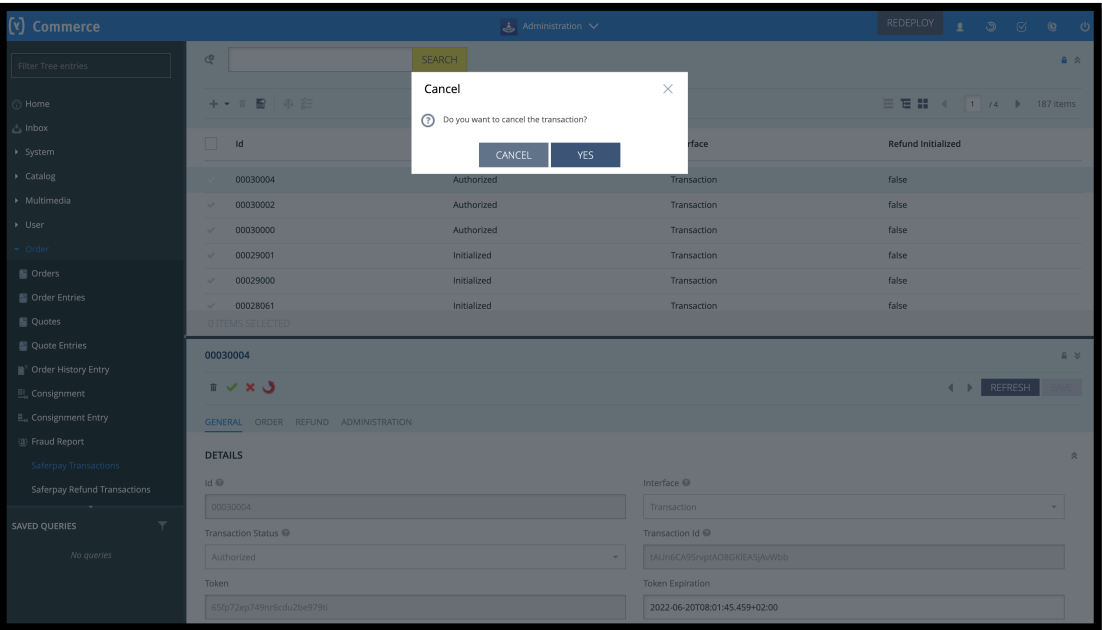 (Y) Commerce
Administration
REDEPLOY
Filter Tree entries
SEARCH
Home
Inbox
System
Catalog
Multimedia
User
Order
Orders
Order Entries
Quotes
Quote Entries
Order History Entry
Consignment
Consignment Entry
Fraud Report
Saferpay Transactions
Saferpay Refund Transactions
SAVED QUERIES
No queries
Cancel
Do you want to cancel the transaction?
CANCEL YES
1 / 4 187 items
Id rface Refund Initialized
00030004 Authorized Transaction false
00030002 Authorized Transaction false
00030000 Authorized Transaction false
00029001 Initialized Transaction false
00029000 Initialized Transaction false
00028061 Initialized Transaction false
0 ITEMS SELECTED
00030004
REFRESH SAVE
GENERAL ORDER REFUND ADMINISTRATION
DETAILS
Id Interface
00030004 Transaction
Transaction Status Transaction Id
Authorized
Token Token Expiration
65fp72ep749nr6cdu2be979ti 2022-06-20T08:01:45.459+02:00